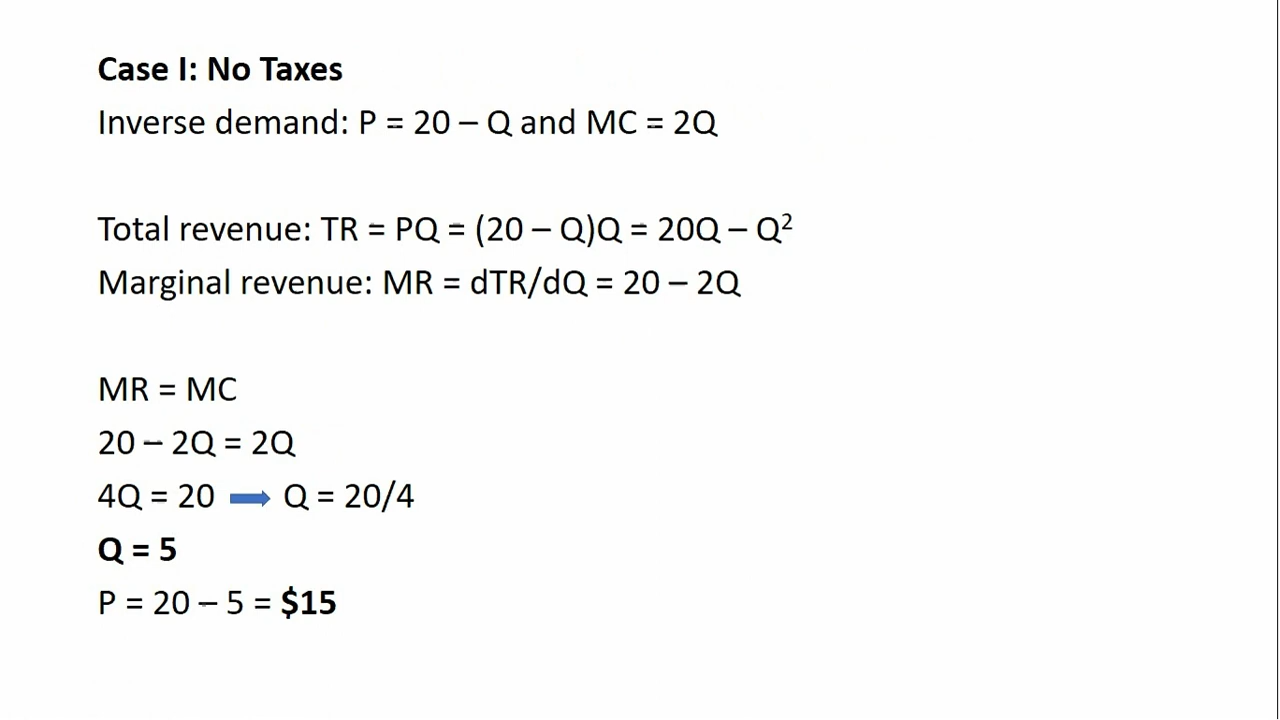 Case I: No Taxes
Inverse demand: P = 20 – Q and MC = 2Q
Total revenue: TR = PQ = (20 – Q)Q = 20Q – Q²
Marginal revenue: MR = dTR/dQ = 20 – 2Q
MR = MC
20 – 2Q = 2Q
4Q = 20 ➡ Q = 20/4
Q = 5
P = 20 – 5 = $15